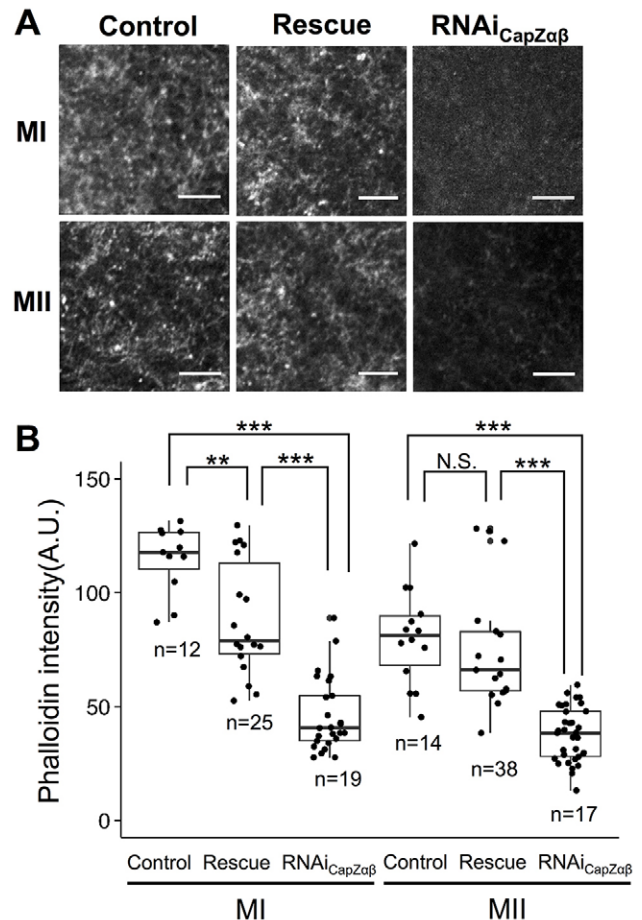 A
Control Rescue RNAiCapZαβ
MI
MII
B
***
** ***
***
N.S. ***
150
100
50
0
Phalloidin intensity(A.U.)
n=12
n=25
n=19
n=14
n=38
n=17
Control Rescue RNAiCapZαβ Control Rescue RNAiCapZαβ
MI MII